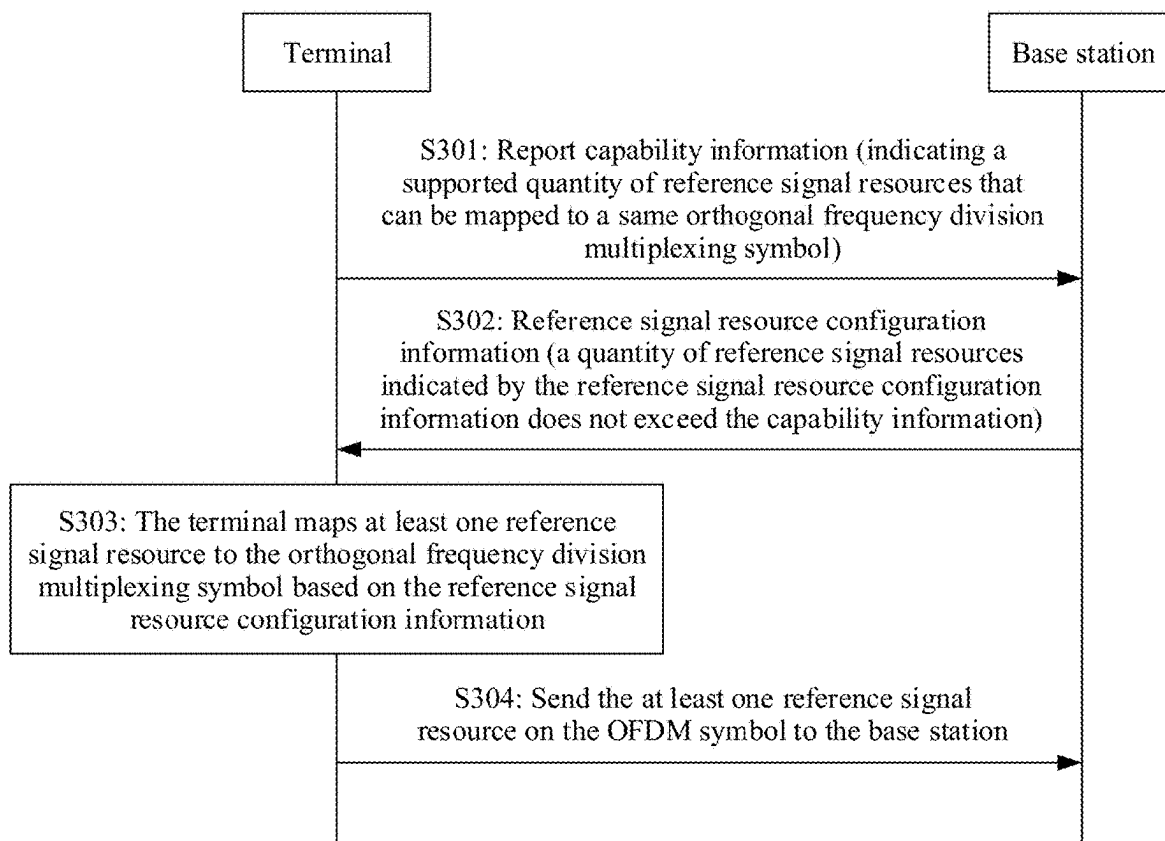 Terminal
Base station
S301: Report capability information (indicating a
supported quantity of reference signal resources that
can be mapped to a same orthogonal frequency division
multiplexing symbol)
S302: Reference signal resource configuration
information (a quantity of reference signal resources
indicated by the reference signal resource configuration
information does not exceed the capability information)
S303: The terminal maps at least one reference
signal resource to the orthogonal frequency division
multiplexing symbol based on the reference signal
resource configuration information
S304: Send the at least one reference signal
resource on the OFDM symbol to the base station